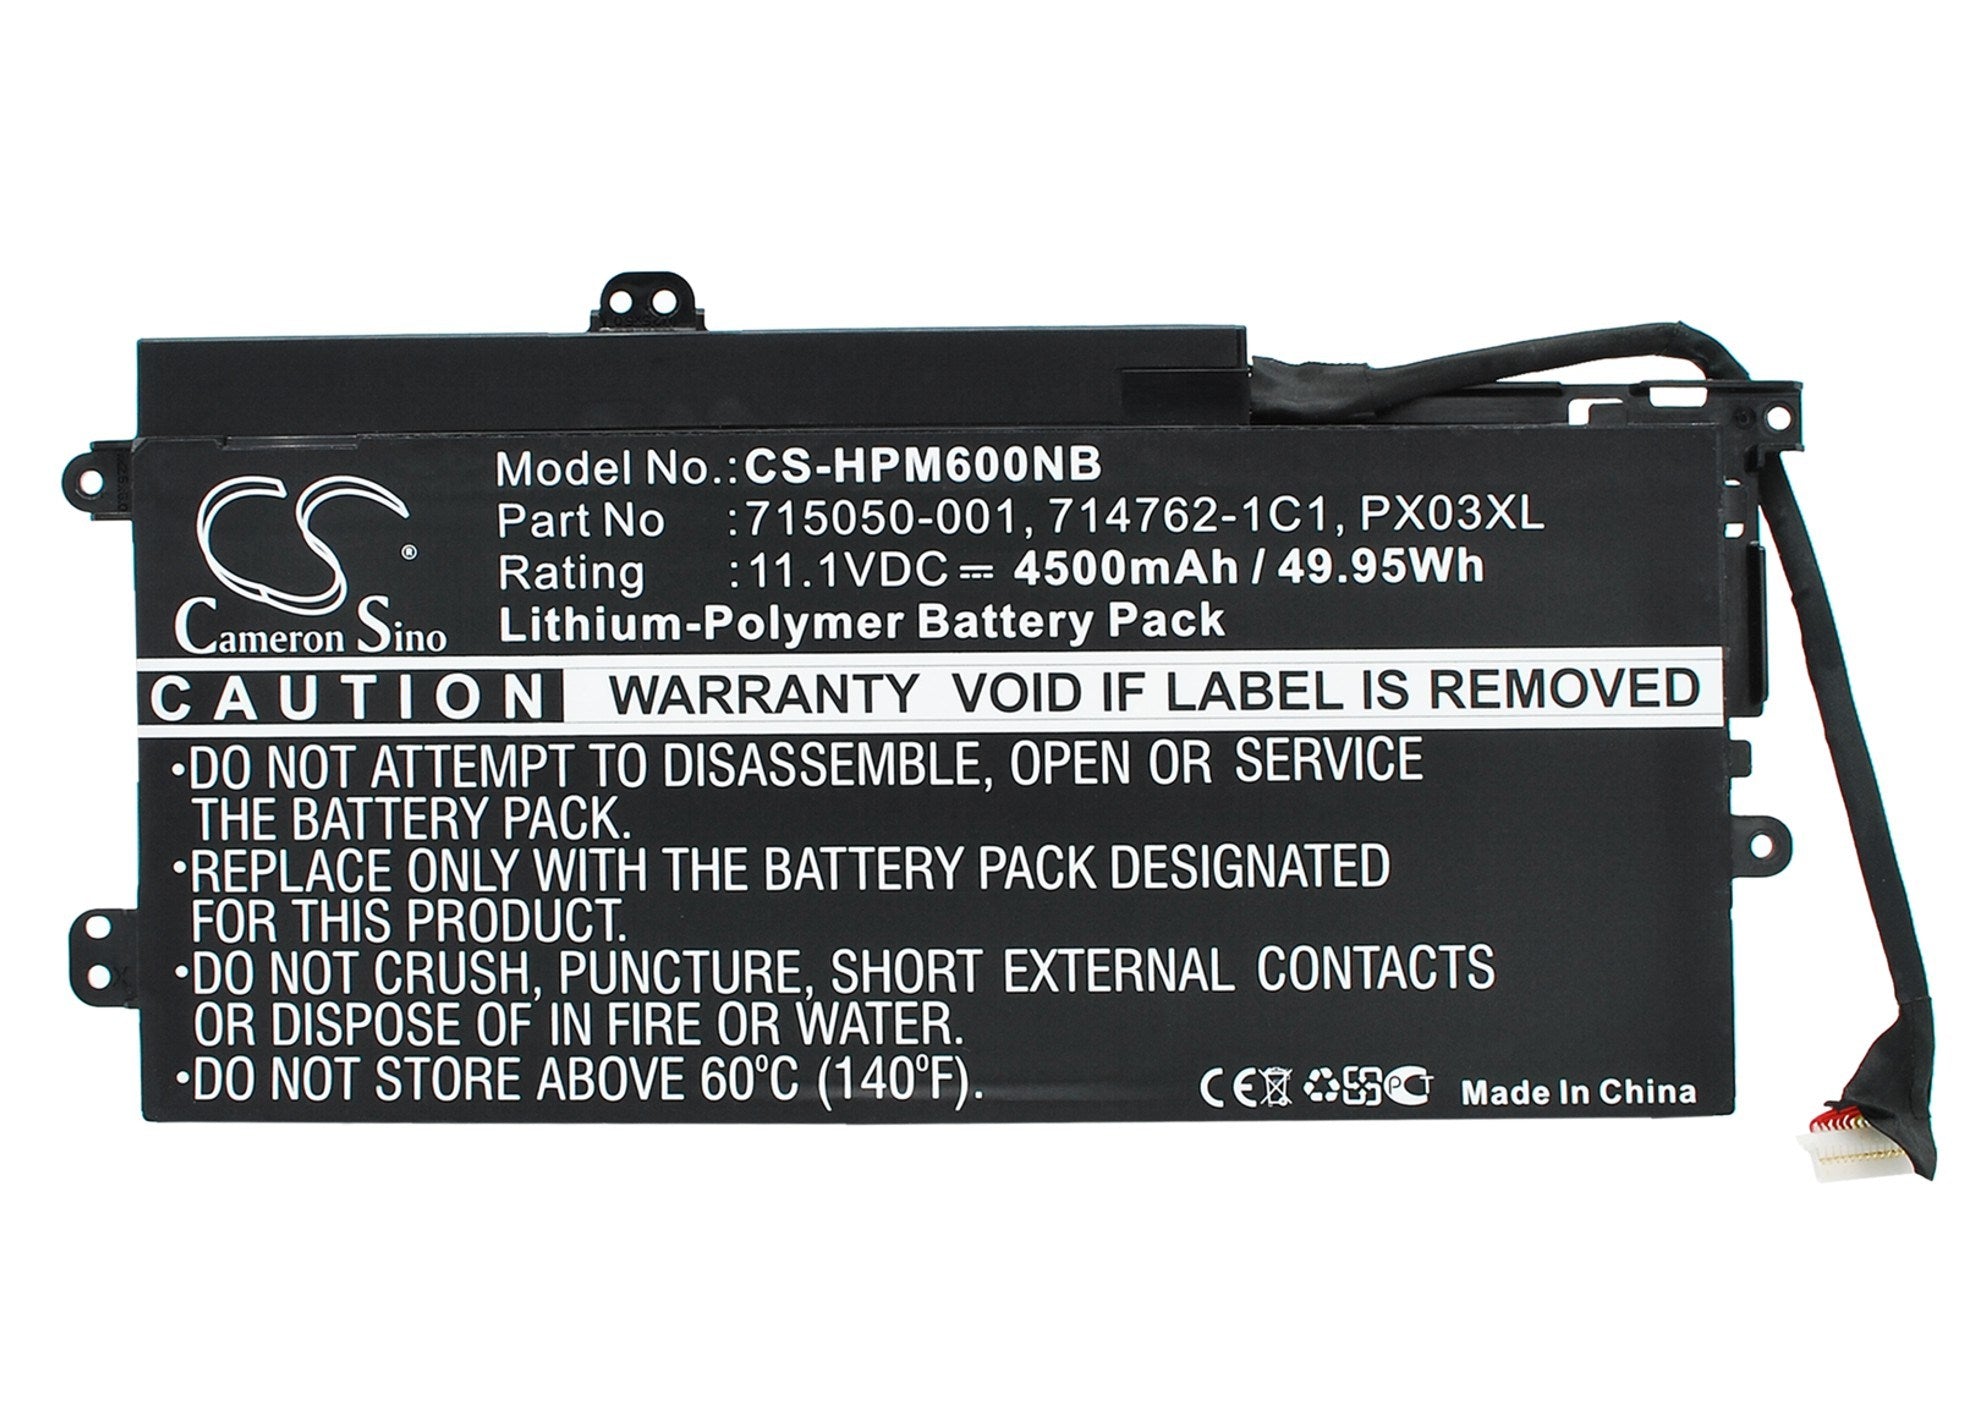 CS
®
Cameron Sino
Model No.: CS-HPM600NB
Part No : 715050-001, 714762-1C1, PX03XL
Rating : 11.1VDC ⎓ 4500mAh / 49.95Wh
Lithium-Polymer Battery Pack
CAUTION WARRANTY VOID IF LABEL IS REMOVED
•DO NOT ATTEMPT TO DISASSEMBLE, OPEN OR SERVICE
THE BATTERY PACK.
•REPLACE ONLY WITH THE BATTERY PACK DESIGNATED
FOR THIS PRODUCT.
•DO NOT CRUSH, PUNCTURE, SHORT EXTERNAL CONTACTS
OR DISPOSE OF IN FIRE OR WATER.
•DO NOT STORE ABOVE 60°C (140°F).
CE PCT Made In China